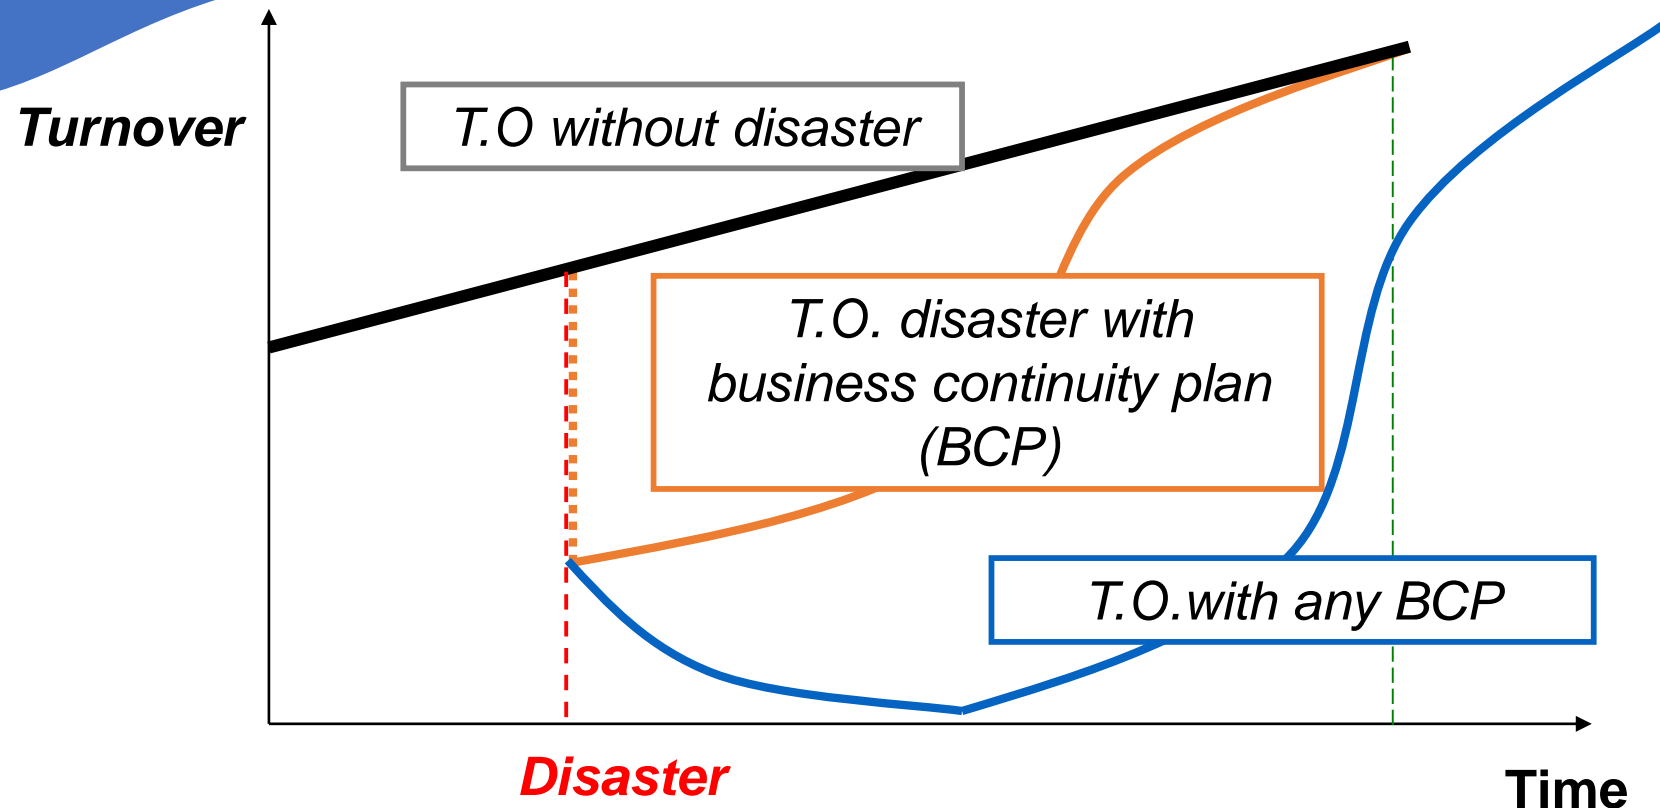 Turnover
T.O without disaster
T.O. disaster with
business continuity plan
(BCP)
T.O.with any BCP
Disaster
Time